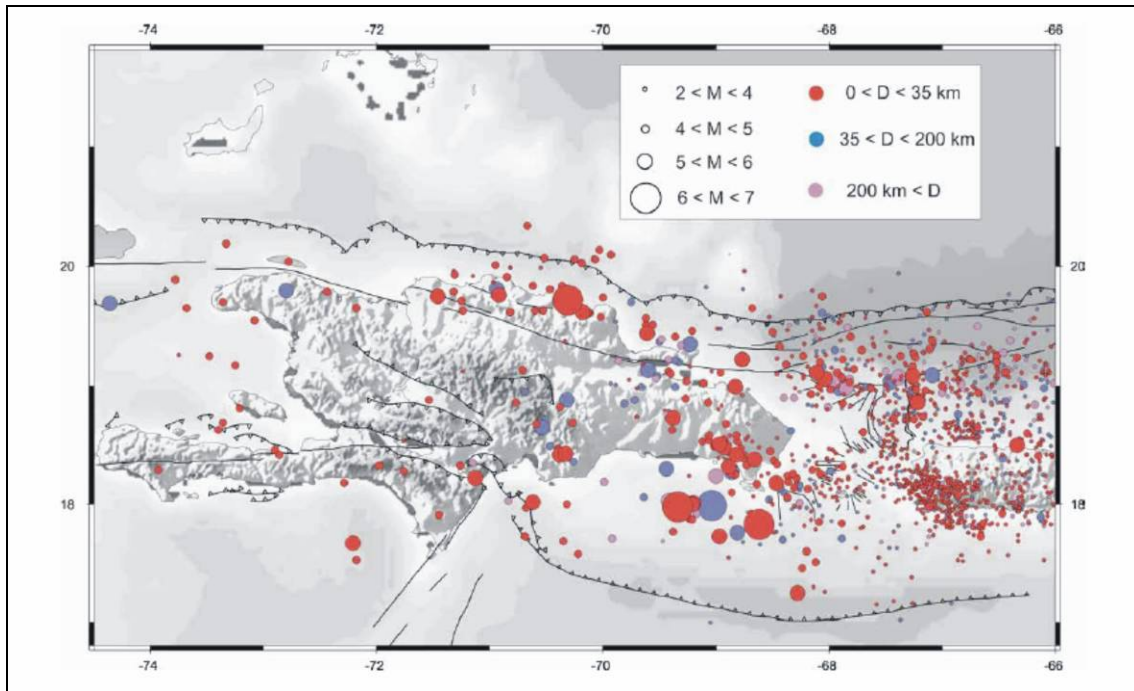 -74 -72 -70 -68 -66
2 < M < 4 0 < D < 35 km
4 < M < 5
5 < M < 6 35 < D < 200 km
6 < M < 7 200 km < D
20 20
18 18
-74 -72 -70 -68 -66